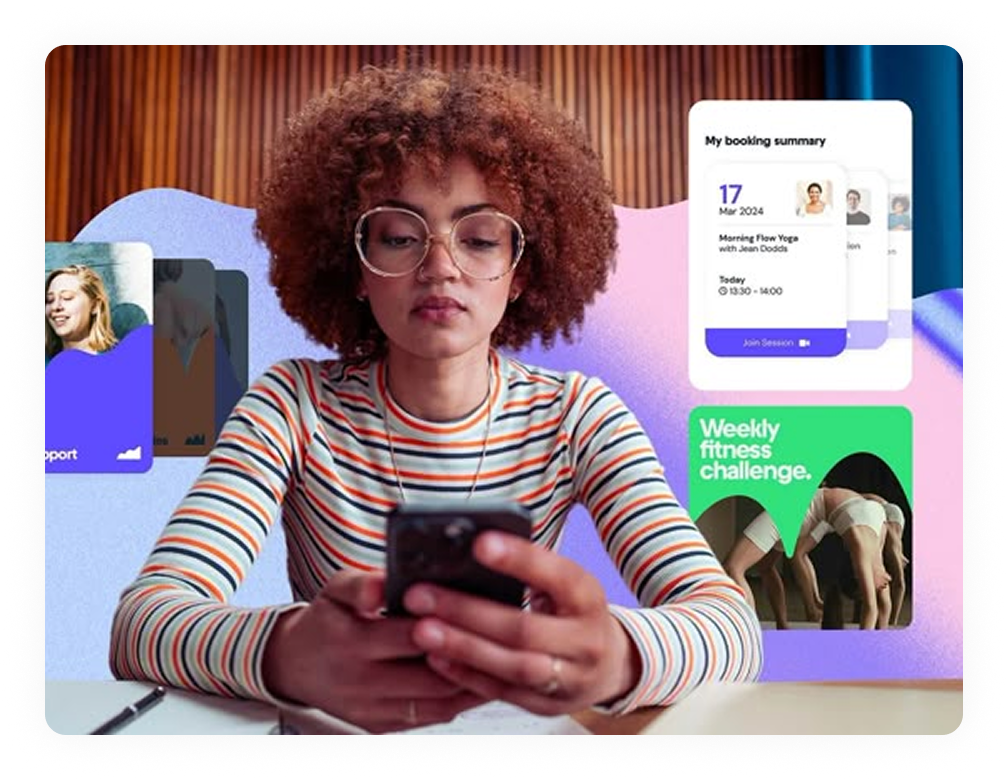 My booking summary
17
Mar 2024
Morning Flow Yoga
with Jean Dodds
Today
13:30 - 14:00
Join Session
Weekly
fitness
challenge.